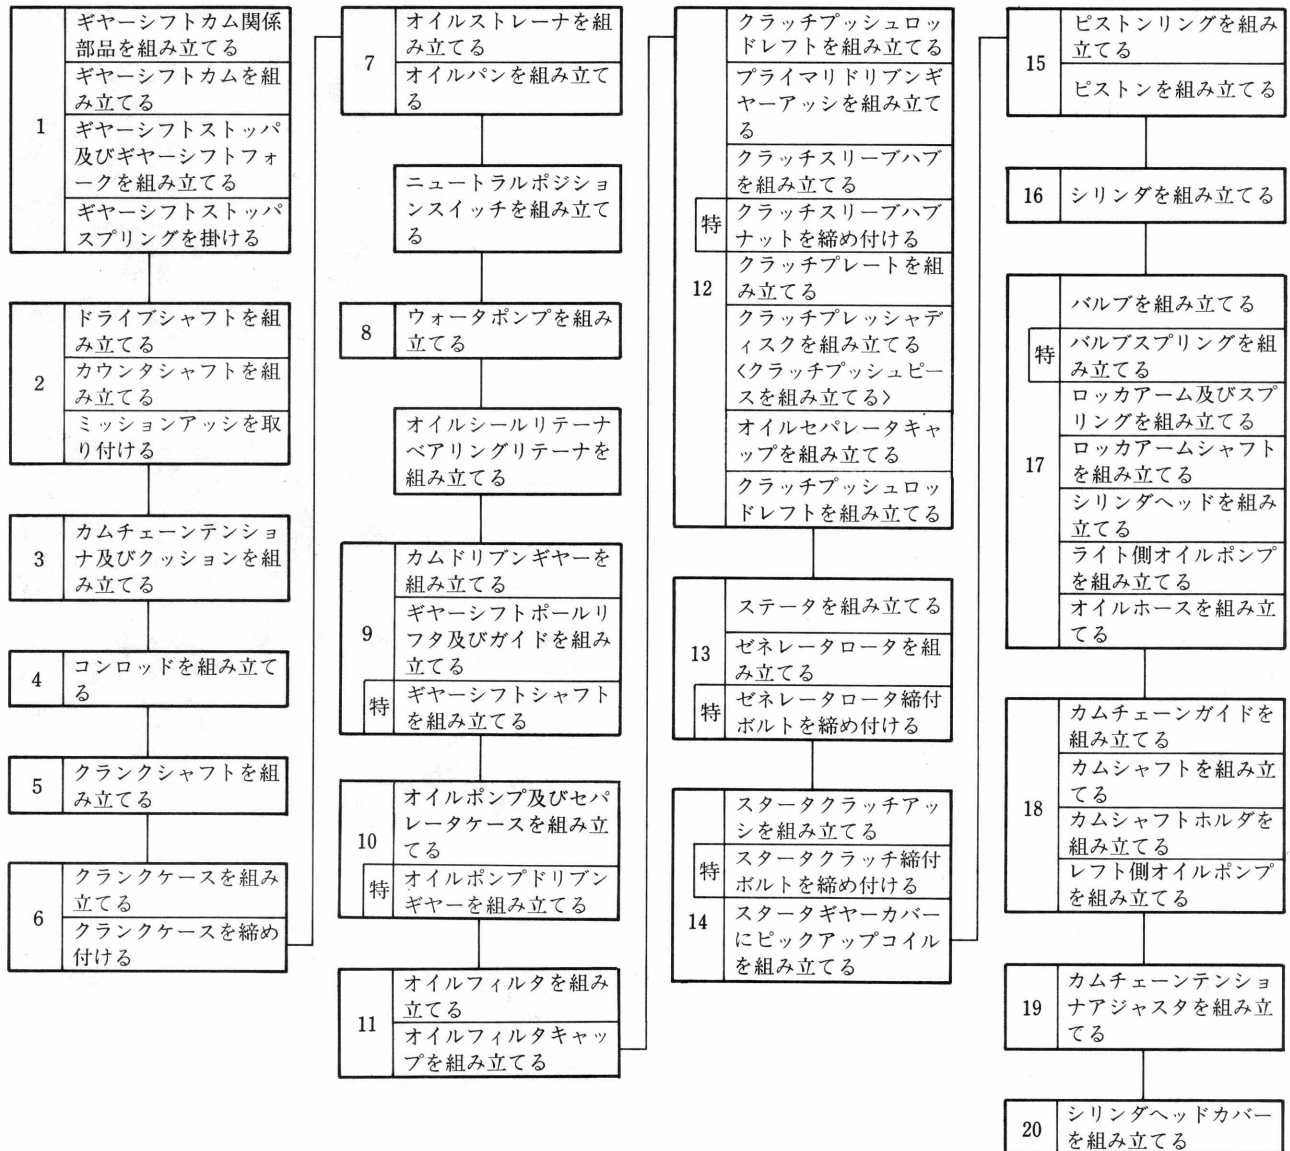 1
ギヤーシフトカム関係
部品を組み立てる
ギヤーシフトカムを組
み立てる
ギヤーシフトストッパ
及びギヤーシフトフォ
ークを組み立てる
ギヤーシフトストッパ
スプリングを掛ける
2
ドライブシャフトを組
み立てる
カウンタシャフトを組
み立てる
ミッションアッシを取
り付ける
3
カムチェーンテンショ
ナ及びクッションを組
み立てる
4
コンロッドを組み立て
る
5
クランクシャフトを組
み立てる
6
クランクケースを組み
立てる
クランクケースを締め
付ける
7
オイルストレーナを組
み立てる
オイルパンを組み立て
る
ニュートラルポジショ
ンスイッチを組み立て
る
8
ウォータポンプを組み
立てる
オイルシールリテーナ
ベアリングリテーナを
組み立てる
9
カムドリブンギヤーを
組み立てる
ギヤーシフトポールリ
フタ及びガイドを組み
立てる
特
ギヤーシフトシャフト
を組み立てる
10
オイルポンプ及びセパ
レータケースを組み立
てる
特
オイルポンプドリブン
ギヤーを組み立てる
11
オイルフィルタを組み
立てる
オイルフィルタキャッ
プを組み立てる
12
クラッチプッシュロッ
ドレフトを組み立てる
プライマリドリブンギ
ヤーアッシを組み立て
る
クラッチスリーブハブ
を組み立てる
特
クラッチスリーブハブ
ナットを締め付ける
クラッチプレートを組
み立てる
クラッチプレッシャデ
ィスクを組み立てる
〈クラッチプッシュピー
スを組み立てる〉
オイルセパレータキャ
ップを組み立てる
クラッチプッシュロッ
ドレフトを組み立てる
13
ステータを組み立てる
ゼネレータロータを組
み立てる
特
ゼネレータロータ締付
ボルトを締め付ける
14
スタータクラッチアッ
シを組み立てる
特
スタータクラッチ締付
ボルトを締め付ける
スタータギヤーカバー
にピックアップコイル
を組み立てる
15
ピストンリングを組み
立てる
ピストンを組み立てる
16
シリンダを組み立てる
17
バルブを組み立てる
特
バルブスプリングを組
み立てる
ロッカアーム及びスプ
リングを組み立てる
ロッカアームシャフト
を組み立てる
シリンダヘッドを組み
立てる
ライト側オイルポンプ
を組み立てる
オイルホースを組み立
てる
18
カムチェーンガイドを
組み立てる
カムシャフトを組み立
てる
カムシャフトホルダを
組み立てる
レフト側オイルポンプ
を組み立てる
19
カムチェーンテンショ
ナアジャスタを組み立
てる
20
シリンダヘッドカバー
を組み立てる